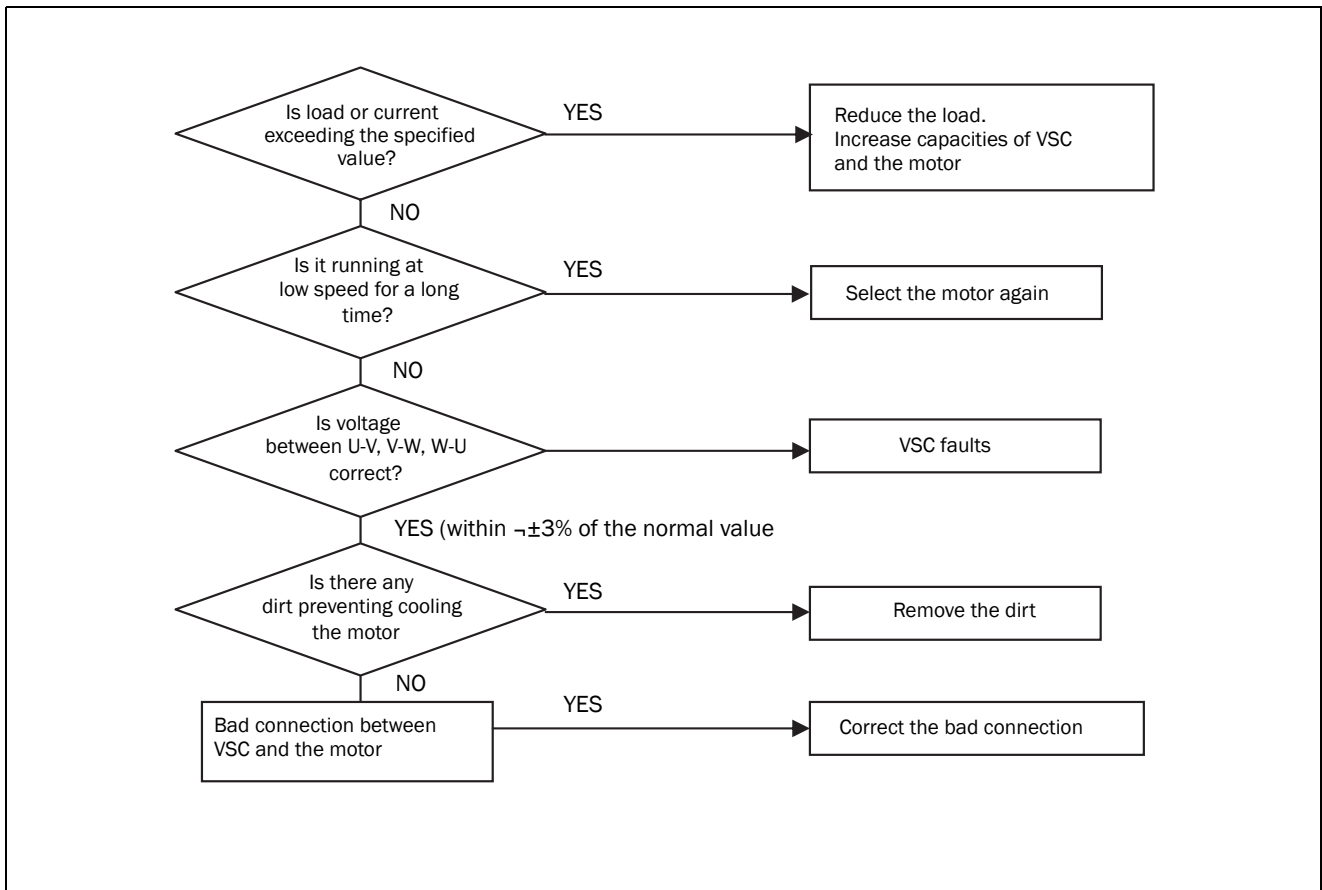 Is load or current
exceeding the specified
value?
YES
Reduce the load.
Increase capacities of VSC
and the motor
NO
Is it running at
low speed for a long
time?
YES
Select the motor again
NO
Is voltage
between U-V, V-W, W-U
correct?
VSC faults
YES (within ¬±3% of the normal value
Is there any
dirt preventing cooling
the motor
YES
Remove the dirt
NO
Bad connection between
VSC and the motor
YES
Correct the bad connection